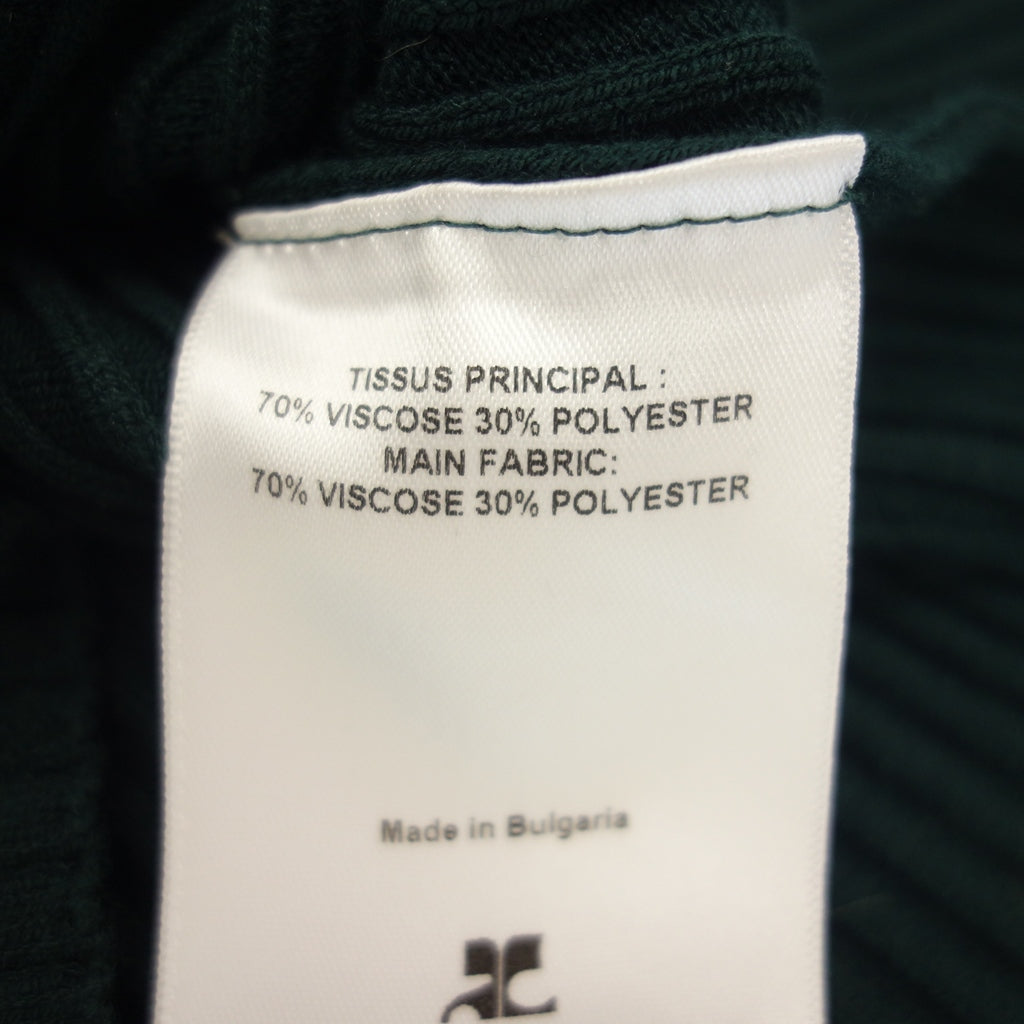 TISSUS PRINCIPAL :
70% VISCOSE 30% POLYESTER
MAIN FABRIC:
70% VISCOSE 30% POLYESTER
Made in Bulgaria